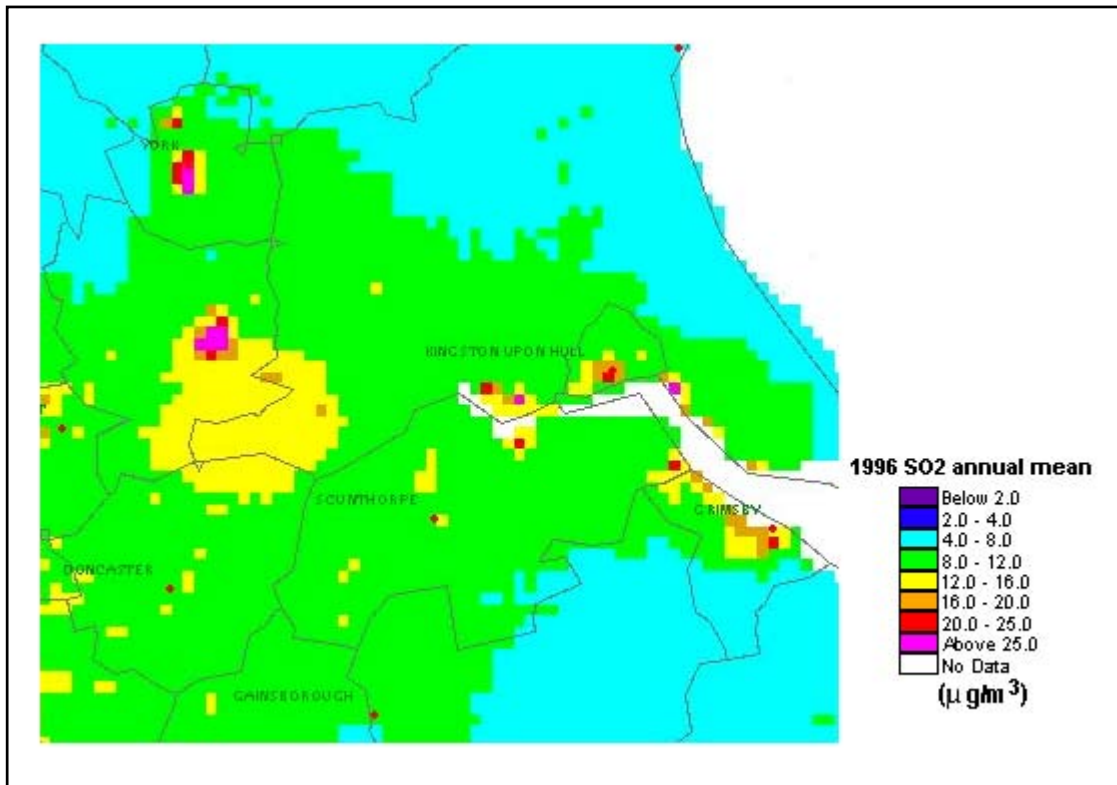 YORK
KINGSTON UPON HULL
SCUNTHORPE
GRIMSBY
DONCASTER
GAINSBOROUGH
1996 SO2 annual mean
Below 2.0
2.0 - 4.0
4.0 - 8.0
8.0 - 12.0
12.0 - 16.0
16.0 - 20.0
20.0 - 25.0
Above 25.0
No Data
(μ g/m³)